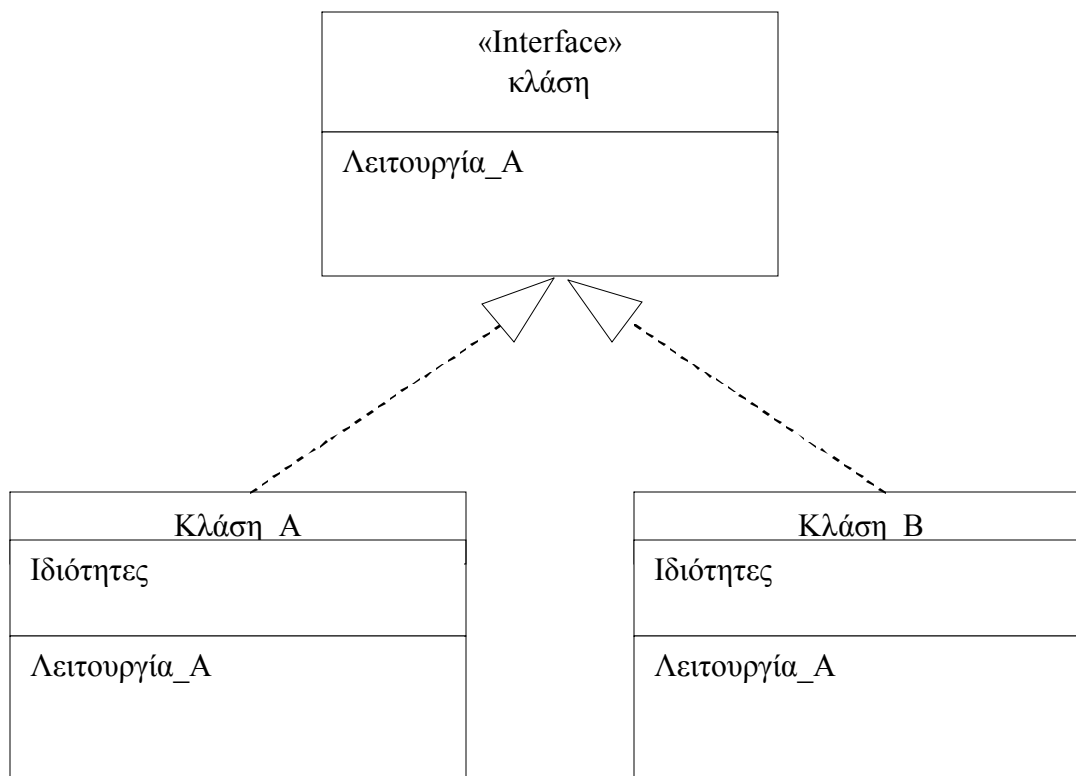 «Interface»
κλάση
Λειτουργία_Α
Κλάση_Α
Κλάση_Β
Ιδιότητες
Ιδιότητες
Λειτουργία_Α
Λειτουργία_Α